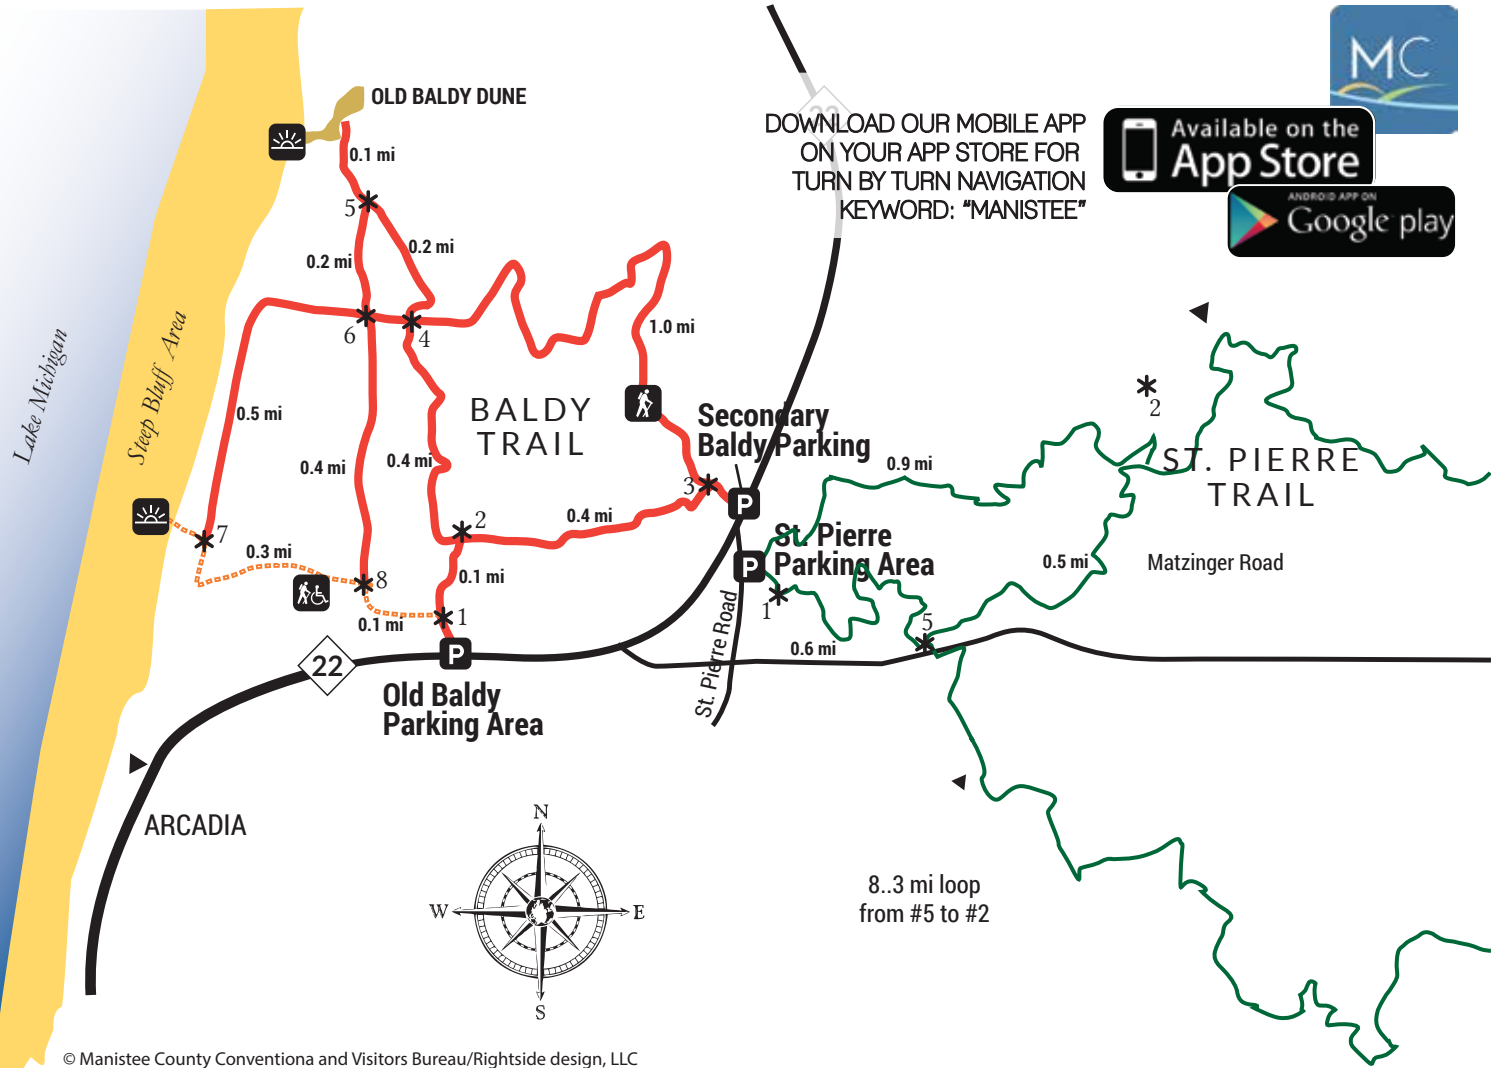 MC
OLD BALDY DUNE
22
DOWNLOAD OUR MOBILE APP
ON YOUR APP STORE FOR
TURN BY TURN NAVIGATION
KEYWORD: "MANISTEE"
Available on the
App Store
ANDROID APP ON
Google play
0.1 mi
5
0.2 mi
0.2 mi
6
4
1.0 mi
Lake Michigan
Steep Bluff Area
0.5 mi
BALDY
TRAIL
Secondary
Baldy Parking
2
0.4 mi
0.4 mi
3
P
0.9 mi
ST. PIERRE
TRAIL
7
2
0.4 mi
St. Pierre
Parking Area
P
0.3 mi
8
0.1 mi
0.5 mi
Matzinger Road
1
0.1 mi
1
5
0.6 mi
St. Pierre Road
22
P
Old Baldy
Parking Area
ARCADIA
N
W
E
S
8..3 mi loop
from #5 to #2
© Manistee County Conventiona and Visitors Bureau/Rightside design, LLC